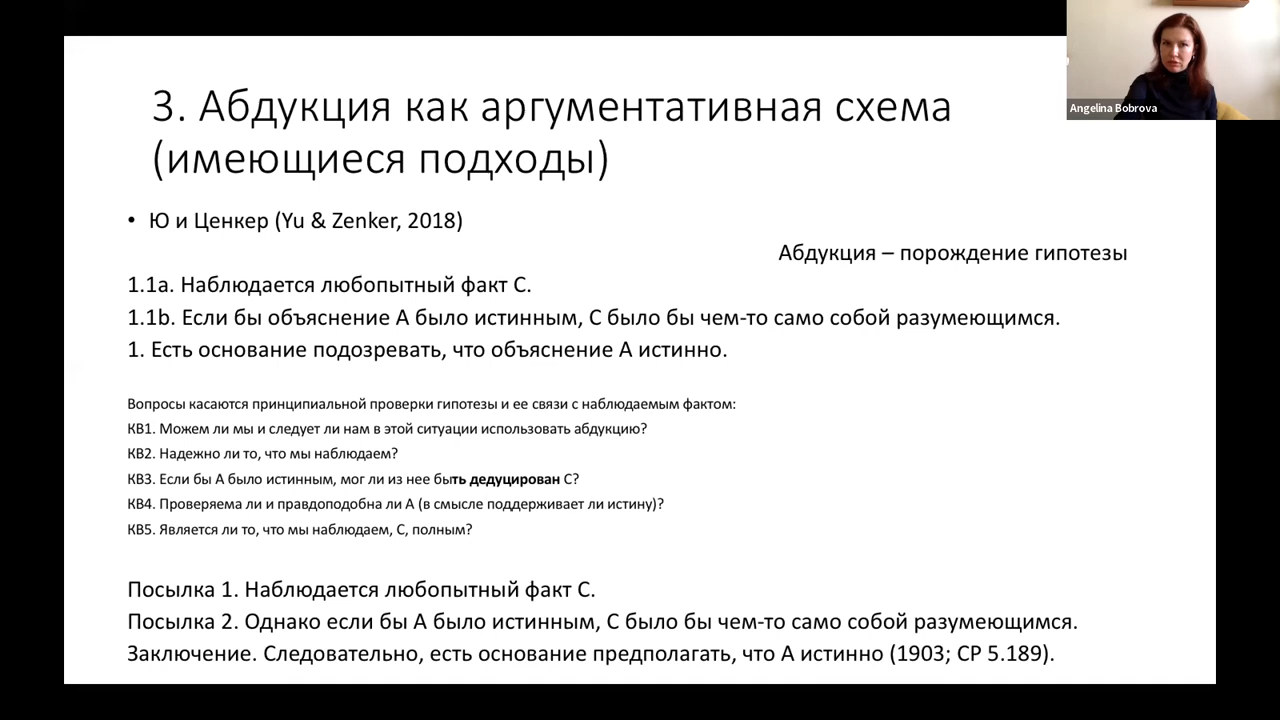 3. Абдукция как аргументативная схема
(имеющиеся подходы)
Angelina Bobrova
• Ю и Ценкер (Yu & Zenker, 2018)
Абдукция – порождение гипотезы
1.1a. Наблюдается любопытный факт C.
1.1b. Если бы объяснение A было истинным, C было бы чем-то само собой разумеющимся.
1. Есть основание подозревать, что объяснение A истинно.
Вопросы касаются принципиальной проверки гипотезы и ее связи с наблюдаемым фактом:
КВ1. Можем ли мы и следует ли нам в этой ситуации использовать абдукцию?
КВ2. Надежно ли то, что мы наблюдаем?
КВ3. Если бы А было истинным, мог ли из нее быть дедуцирован С?
КВ4. Проверяема ли и правдоподобна ли А (в смысле поддерживает ли истину)?
КВ5. Является ли то, что мы наблюдаем, С, полным?
Посылка 1. Наблюдается любопытный факт С.
Посылка 2. Однако если бы А было истинным, С было бы чем-то само собой разумеющимся.
Заключение. Следовательно, есть основание предполагать, что А истинно (1903; CP 5.189).